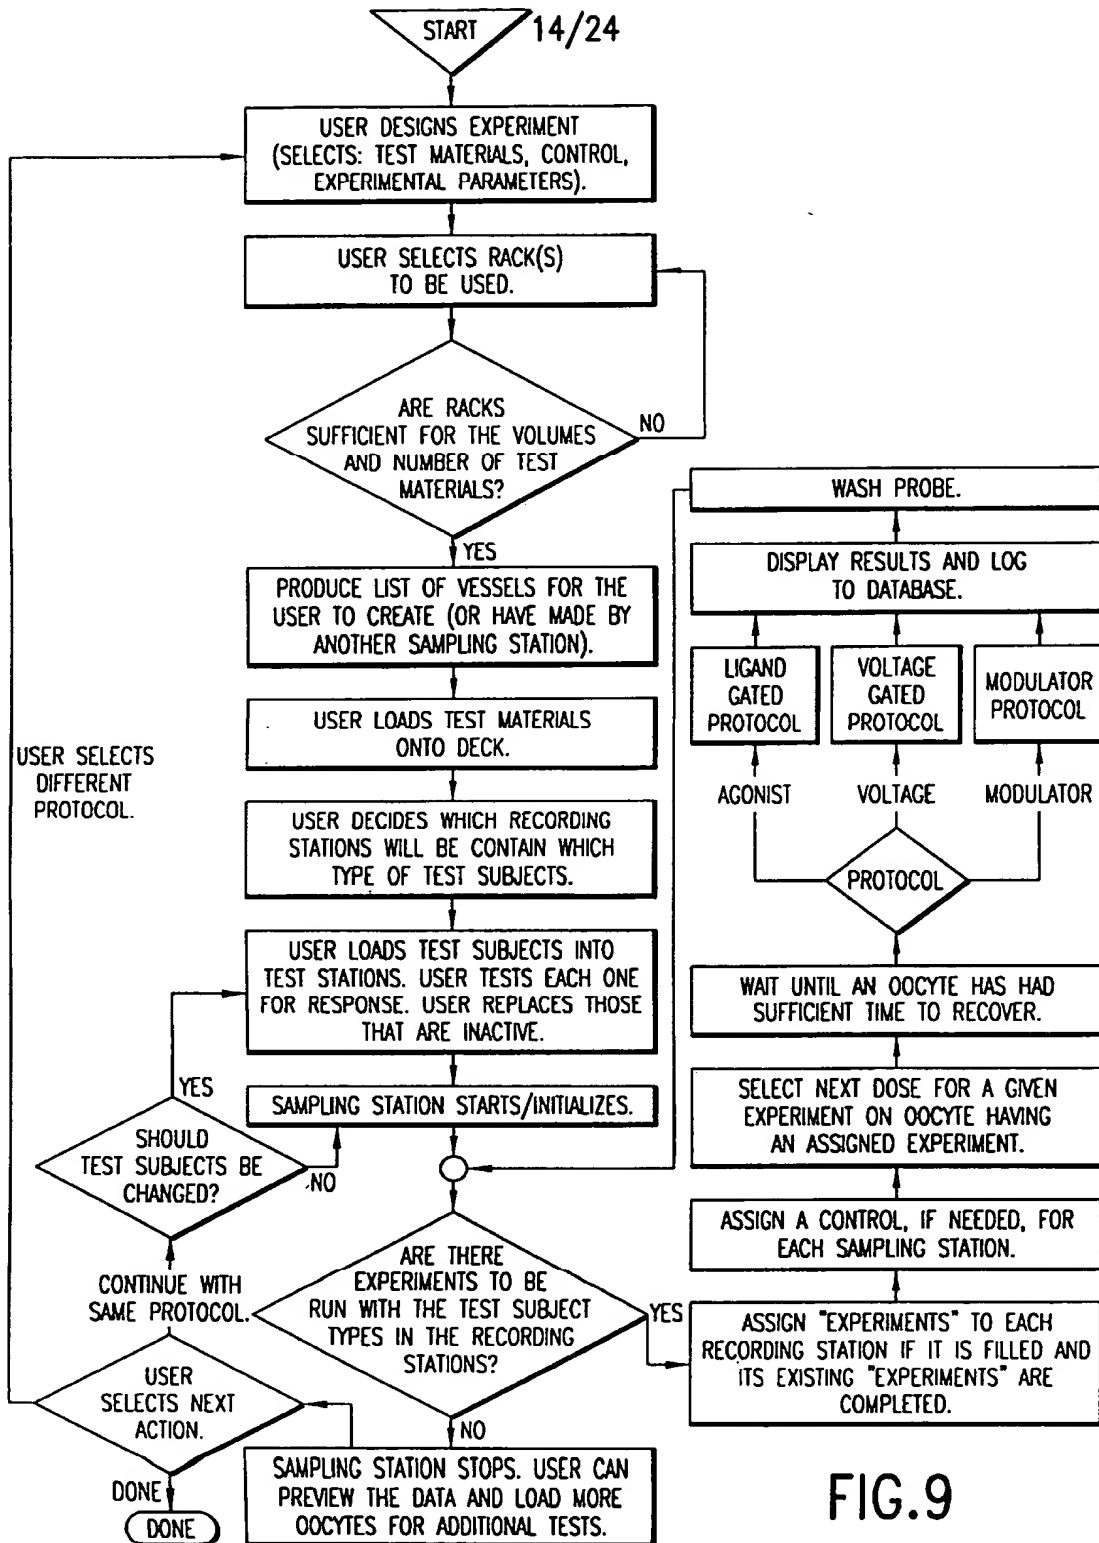 START
14/24
USER DESIGNS EXPERIMENT
(SELECTS: TEST MATERIALS, CONTROL,
EXPERIMENTAL PARAMETERS).
USER SELECTS RACK(S)
TO BE USED.
ARE RACKS
SUFFICIENT FOR THE VOLUMES
AND NUMBER OF TEST
MATERIALS?
NO
YES
PRODUCE LIST OF VESSELS FOR THE
USER TO CREATE (OR HAVE MADE BY
ANOTHER SAMPLING STATION).
USER LOADS TEST MATERIALS
ONTO DECK.
USER DECIDES WHICH RECORDING
STATIONS WILL BE CONTAIN WHICH
TYPE OF TEST SUBJECTS.
USER LOADS TEST SUBJECTS INTO
TEST STATIONS. USER TESTS EACH ONE
FOR RESPONSE. USER REPLACES THOSE
THAT ARE INACTIVE.
SAMPLING STATION STARTS/INITIALIZES.
ARE THERE
EXPERIMENTS TO BE
RUN WITH THE TEST SUBJECT
TYPES IN THE RECORDING
STATIONS?
YES
NO
SAMPLING STATION STOPS. USER CAN
PREVIEW THE DATA AND LOAD MORE
OOCYTES FOR ADDITIONAL TESTS.
USER
SELECTS NEXT
ACTION.
DONE
DONE
CONTINUE WITH
SAME PROTOCOL.
SHOULD
TEST SUBJECTS BE
CHANGED?
YES
NO
USER SELECTS
DIFFERENT
PROTOCOL.
ASSIGN "EXPERIMENTS" TO EACH
RECORDING STATION IF IT IS FILLED AND
ITS EXISTING "EXPERIMENTS" ARE
COMPLETED.
ASSIGN A CONTROL, IF NEEDED, FOR
EACH SAMPLING STATION.
SELECT NEXT DOSE FOR A GIVEN
EXPERIMENT ON OOCYTE HAVING
AN ASSIGNED EXPERIMENT.
WAIT UNTIL AN OOCYTE HAS HAD
SUFFICIENT TIME TO RECOVER.
PROTOCOL
AGONIST
VOLTAGE
MODULATOR
LIGAND
GATED
PROTOCOL
VOLTAGE
GATED
PROTOCOL
MODULATOR
PROTOCOL
DISPLAY RESULTS AND LOG
TO DATABASE.
WASH PROBE.
FIG.9